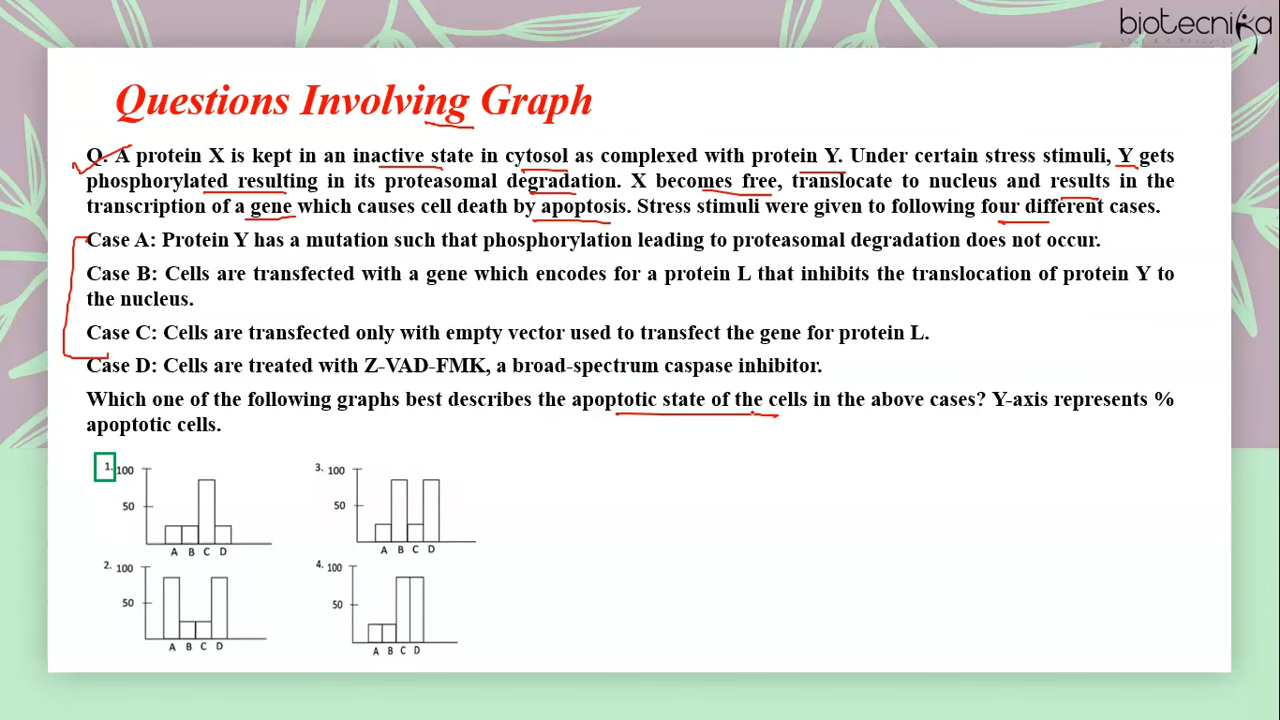 biotecnika
Questions Involving Graph
Q. A protein X is kept in an inactive state in cytosol as complexed with protein Y. Under certain stress stimuli, Y gets
phosphorylated resulting in its proteasomal degradation. X becomes free, translocate to nucleus and results in the
transcription of a gene which causes cell death by apoptosis. Stress stimuli were given to following four different cases.
Case A: Protein Y has a mutation such that phosphorylation leading to proteasomal degradation does not occur.
Case B: Cells are transfected with a gene which encodes for a protein L that inhibits the translocation of protein Y to
the nucleus.
Case C: Cells are transfected only with empty vector used to transfect the gene for protein L.
Case D: Cells are treated with Z-VAD-FMK, a broad-spectrum caspase inhibitor.
Which one of the following graphs best describes the apoptotic state of the cells in the above cases? Y-axis represents %
apoptotic cells.
1. 100
50
A B C D
2. 100
50
A B C D
3. 100
50
A B C D
4. 100
50
A B C D